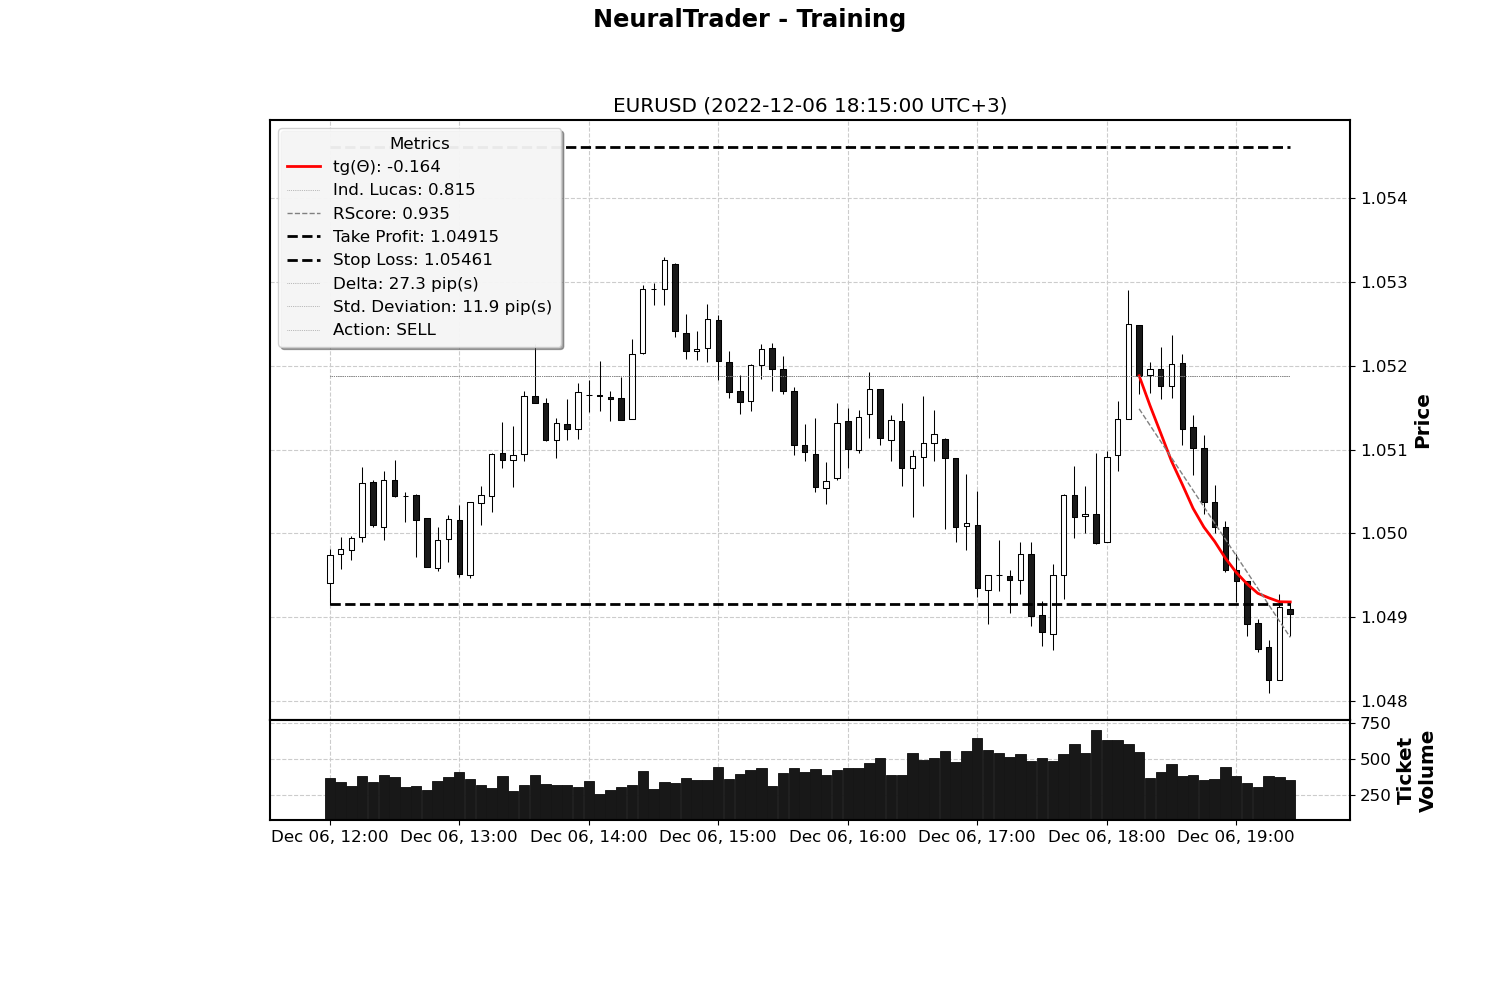 NeuralTrader - Training
EURUSD (2022-12-06 18:15:00 UTC+3)
Metrics
tg(Θ): -0.164
Ind. Lucas: 0.815
RScore: 0.935
Take Profit: 1.04915
Stop Loss: 1.05461
Delta: 27.3 pip(s)
Std. Deviation: 11.9 pip(s)
Action: SELL
1.054
1.053
1.052
1.051
1.050
1.049
1.048
Price
750
500
250
Ticket
Volume
Dec 06, 12:00 Dec 06, 13:00 Dec 06, 14:00 Dec 06, 15:00 Dec 06, 16:00 Dec 06, 17:00 Dec 06, 18:00 Dec 06, 19:00